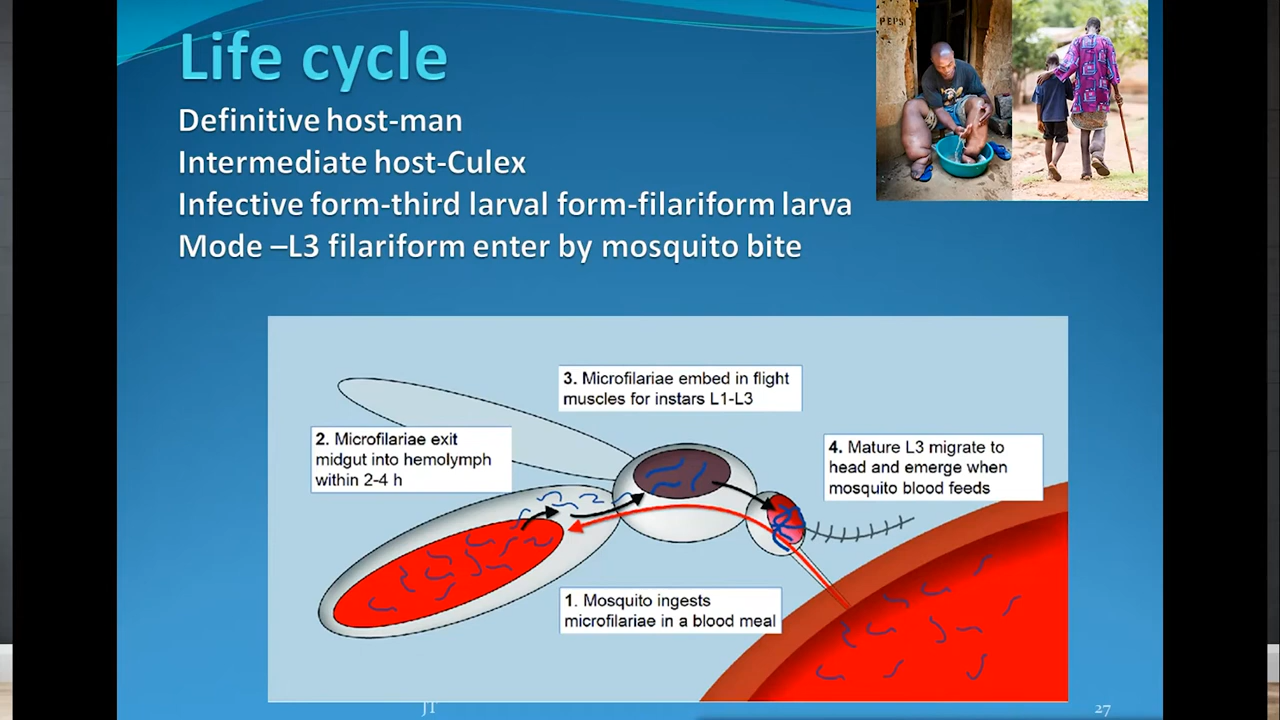 Life cycle
PEPSI
Definitive host-man
Intermediate host-Culex
Infective form-third larval form-filariform larva
Mode –L3 filariform enter by mosquito bite
3. Microfilariae embed in flight
muscles for instars L1-L3
2. Microfilariae exit
midgut into hemolymph
within 2-4 h
4. Mature L3 migrate to
head and emerge when
mosquito blood feeds
1. Mosquito ingests
microfilariae in a blood meal
27